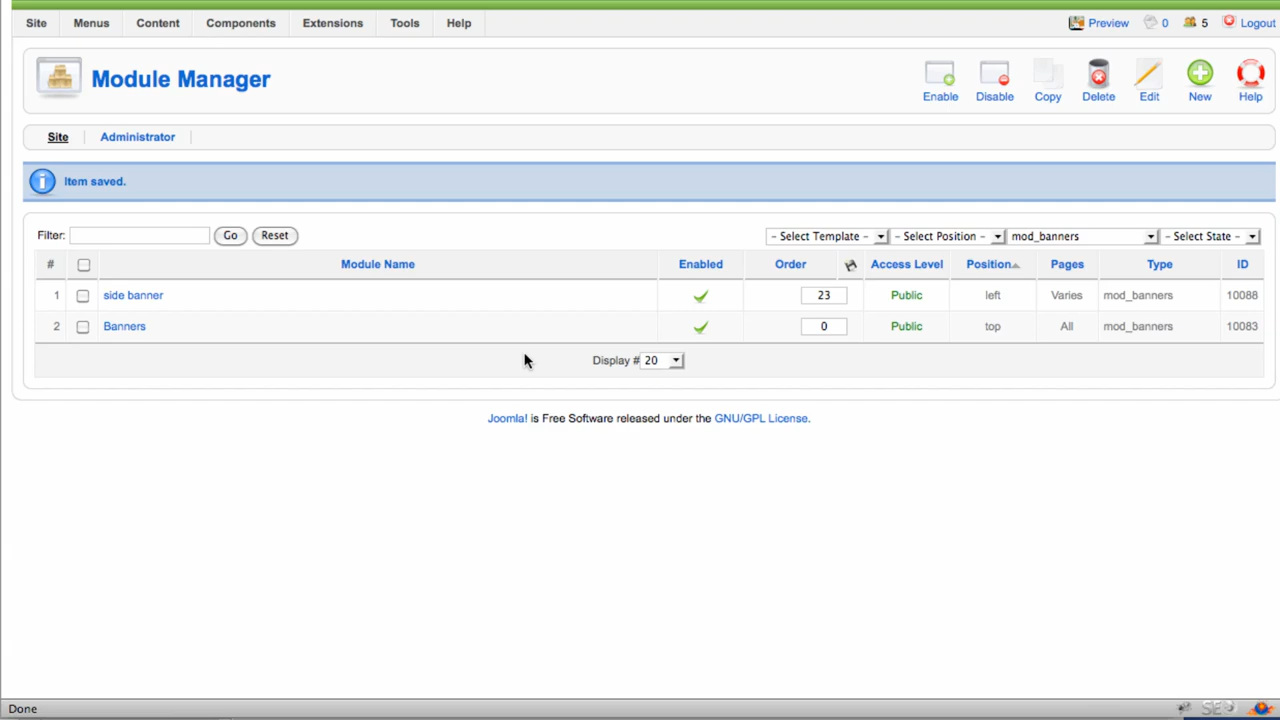 Site Menus Content Components Extensions Tools Help Preview 0 5 Logout
Module Manager
Enable Disable Copy Delete Edit New Help
Site Administrator
Item saved.
Filter: Go Reset - Select Template - - Select Position - mod_banners - Select State -
# Module Name Enabled Order Access Level Position Pages Type ID
1 side banner 23 Public left Varies mod_banners 10088
2 Banners 0 Public top All mod_banners 10083
Display # 20
Joomla! is Free Software released under the GNU/GPL License.
Done